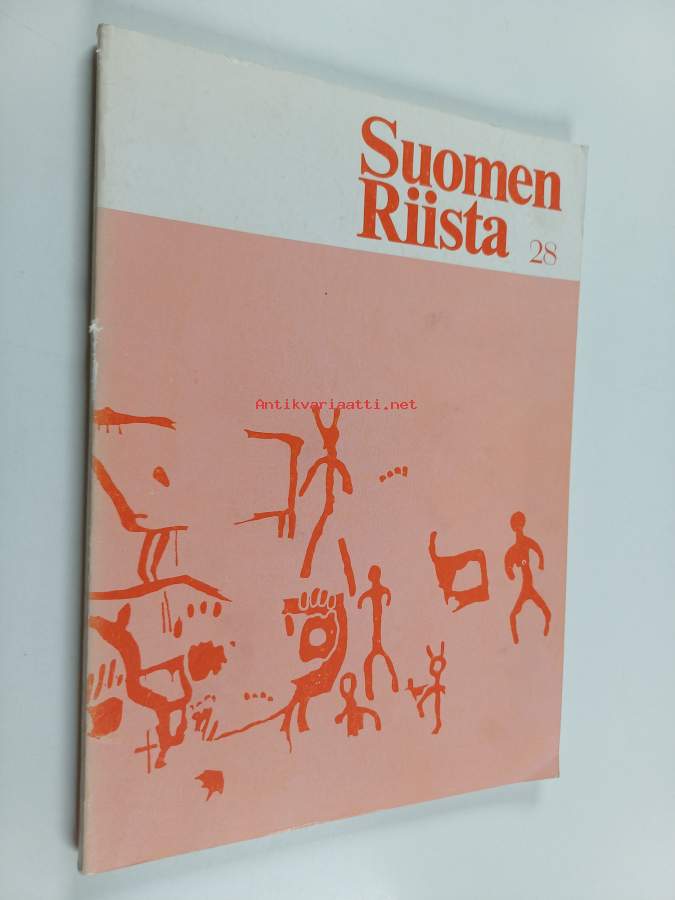 Suomen
Riista 28
Antikvariaatti.net